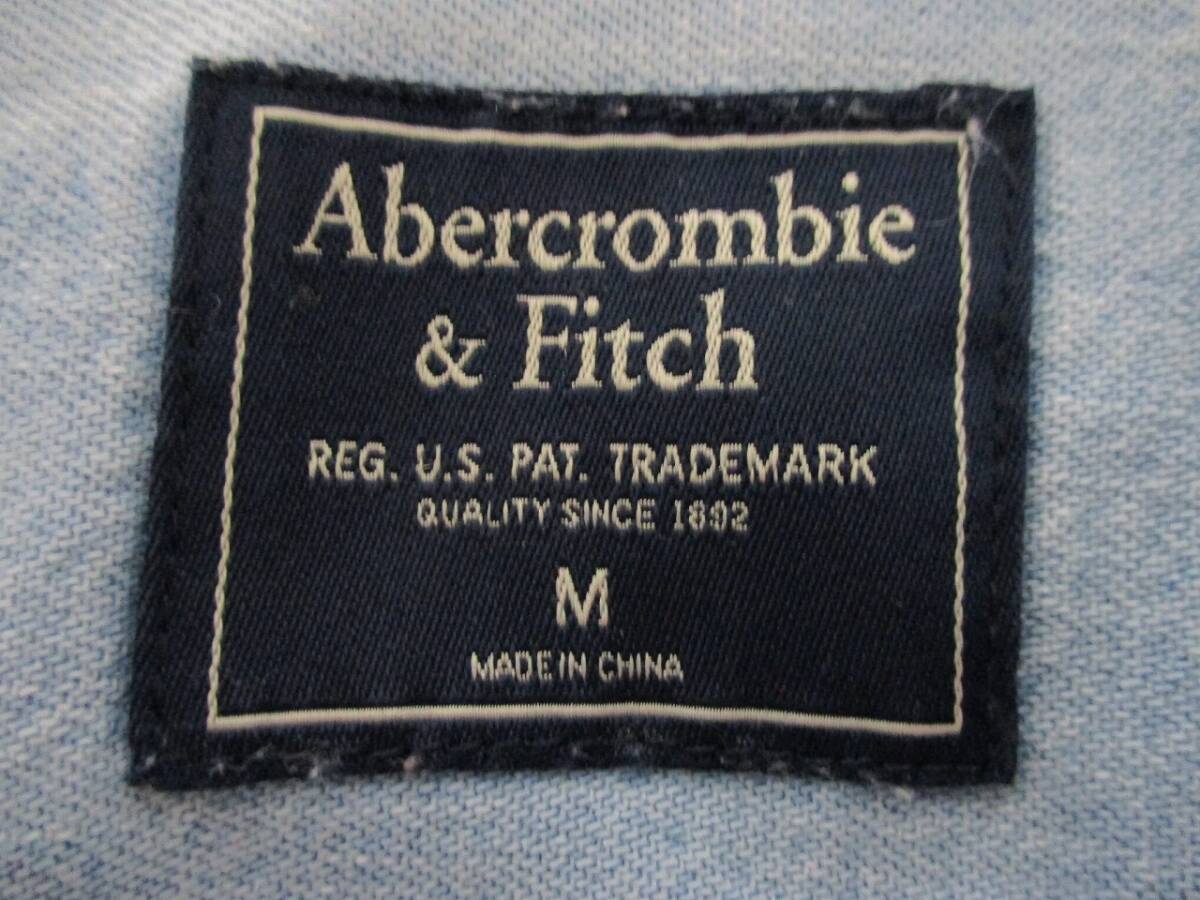 Abercrombie
& Fitch
REG. U.S. PAT. TRADEMARK
QUALITY SINCE 1892
M
MADE IN CHINA